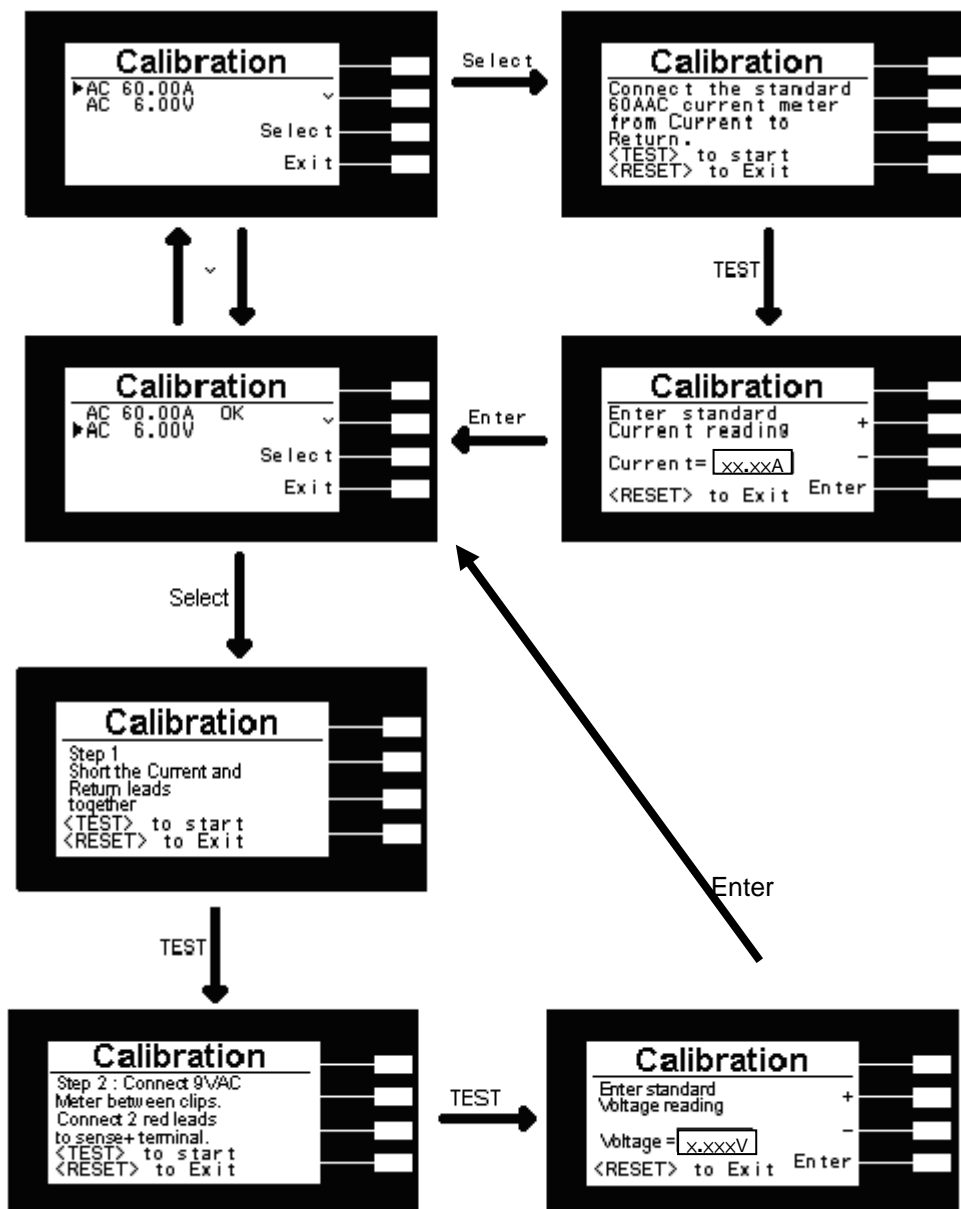 Calibration
▶AC 60.00A
AC 6.00V ˅
Select
Exit
Select
Calibration
Connect the standard
60AAC current meter
from Current to
Return.
<TEST> to start
<RESET> to Exit
˅
TEST
Calibration
AC 60.00A OK
▶AC 6.00V ˅
Select
Exit
Enter
Calibration
Enter standard
Current reading +
Current= xx.xxA −
<RESET> to Exit Enter
Select
Calibration
Step 1
Short the Current and
Return leads
together
<TEST> to start
<RESET> to Exit
Enter
TEST
Calibration
Step 2 : Connect 9VAC
Meter between clips.
Connect 2 red leads
to sense+ terminal.
<TEST> to start
<RESET> to Exit
TEST
Calibration
Enter standard
Voltage reading +
Voltage = x.xxxV −
<RESET> to Exit Enter